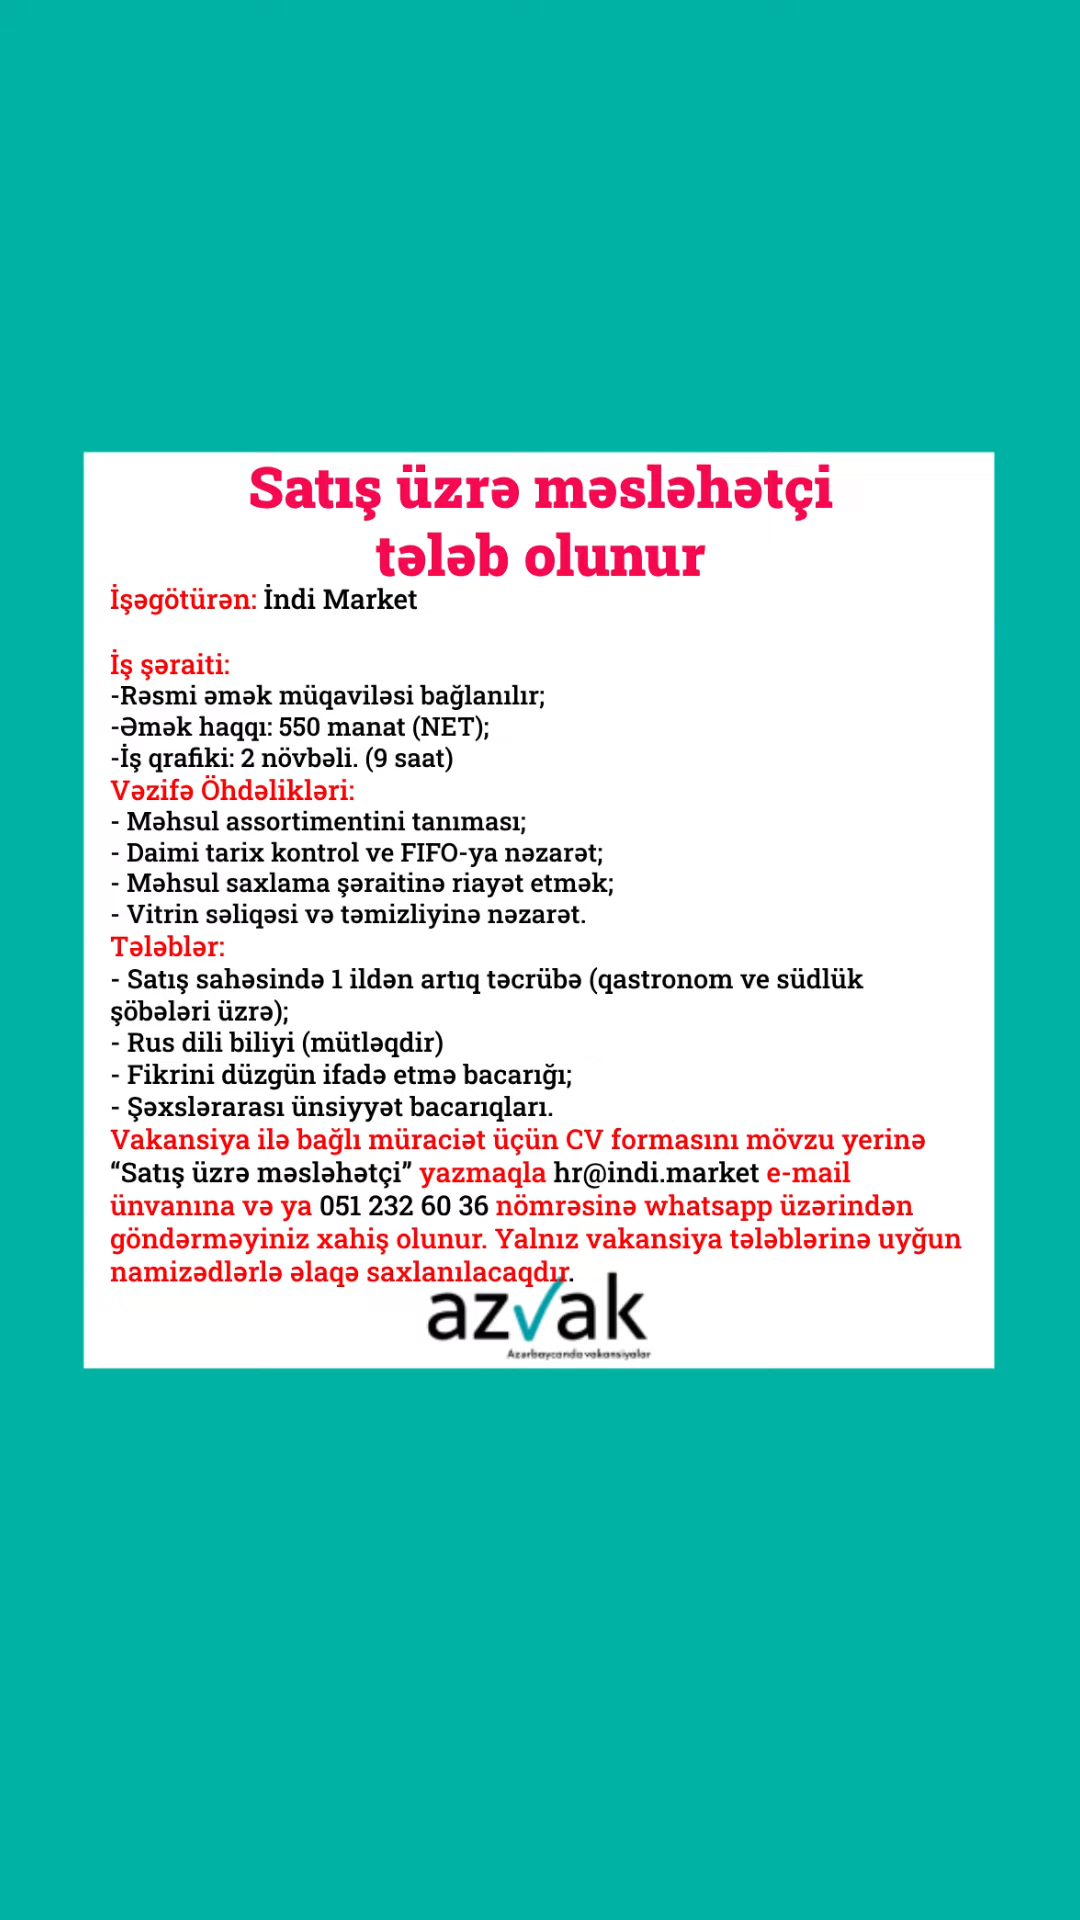 Satış üzrə məsləhətçi
tələb olunur
İşəgötürən: İndi Market
İş şəraiti:
-Rəsmi əmək müqaviləsi bağlanılır;
-Əmək haqqı: 550 manat (NET);
-İş qrafiki: 2 növbəli. (9 saat)
Vəzifə Öhdəlikləri:
- Məhsul assortimentini tanıması;
- Daimi tarix kontrol ve FIFO-ya nəzarət;
- Məhsul saxlama şəraitinə riayət etmək;
- Vitrin səliqəsi və təmizliyinə nəzarət.
Tələblər:
- Satış sahəsində 1 ildən artıq təcrübə (qastronom ve südlük
şöbələri üzrə);
- Rus dili biliyi (mütləqdir)
- Fikrini düzgün ifadə etmə bacarığı;
- Şəxslərarası ünsiyyət bacarıqları.
Vakansiya ilə bağlı müraciət üçün CV formasını mövzu yerinə
“Satış üzrə məsləhətçi” yazmaqla hr@indi.market e-mail
ünvanına və ya 051 232 60 36 nömrəsinə whatsapp üzərindən
göndərməyiniz xahiş olunur. Yalnız vakansiya tələblərinə uyğun
namizədlərlə əlaqə saxlanılacaqdır.
azvak
Azərbaycanda vakansiyalar